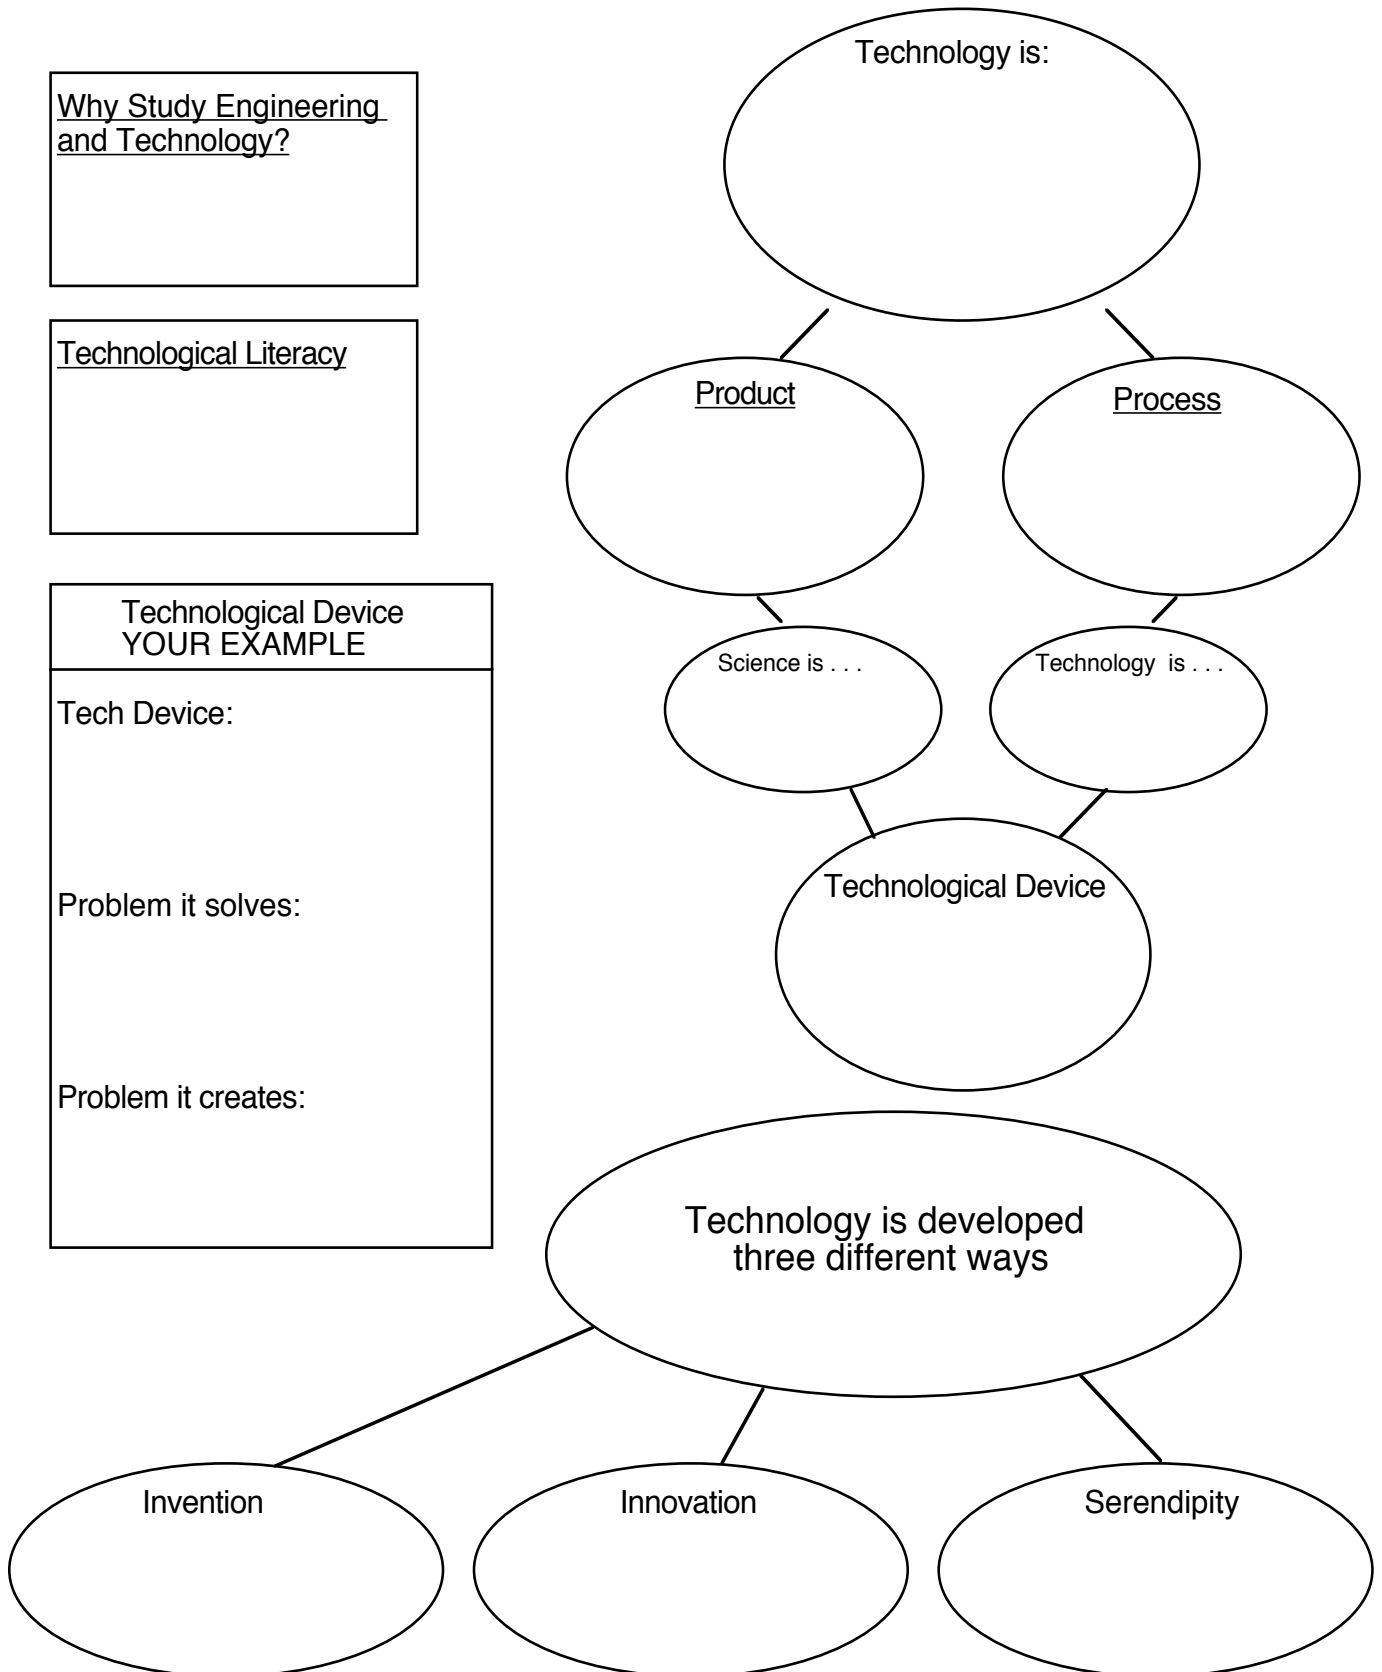 Technology is:
Why Study Engineering
and Technology?
Technological Literacy
Product
Process
Technological Device
YOUR EXAMPLE
Tech Device:
Problem it solves:
Problem it creates:
Science is . . .
Technology is . . .
Technological Device
Technology is developed
three different ways
Invention
Innovation
Serendipity